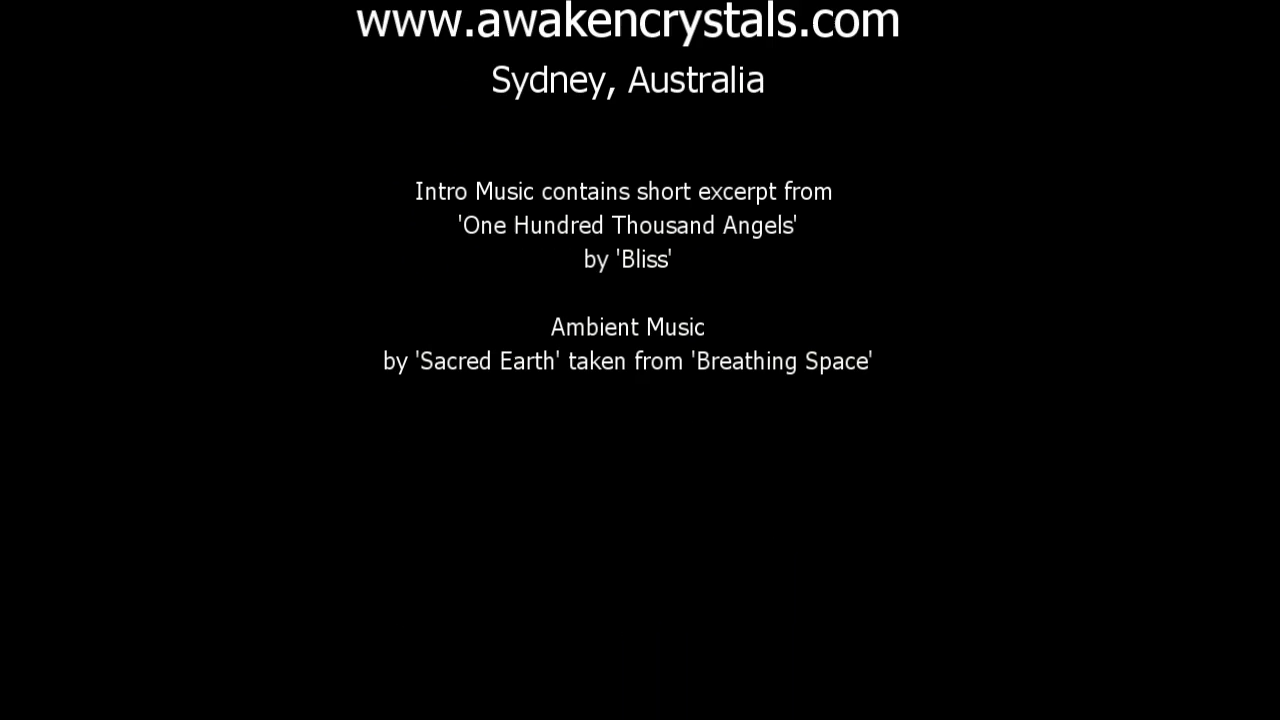 www.awakencrystals.com
Sydney, Australia
Intro Music contains short excerpt from
'One Hundred Thousand Angels'
by 'Bliss'
Ambient Music
by 'Sacred Earth' taken from 'Breathing Space'